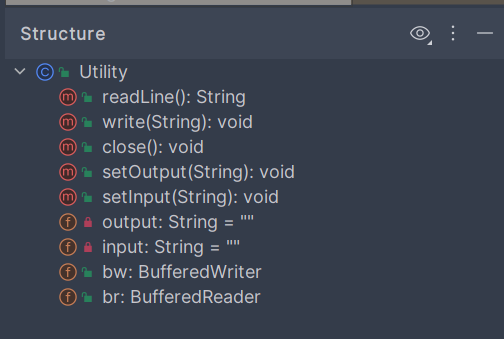 Structure
Utility
readLine(): String
write(String): void
close(): void
setOutput(String): void
setInput(String): void
output: String = ""
input: String = ""
bw: BufferedWriter
br: BufferedReader